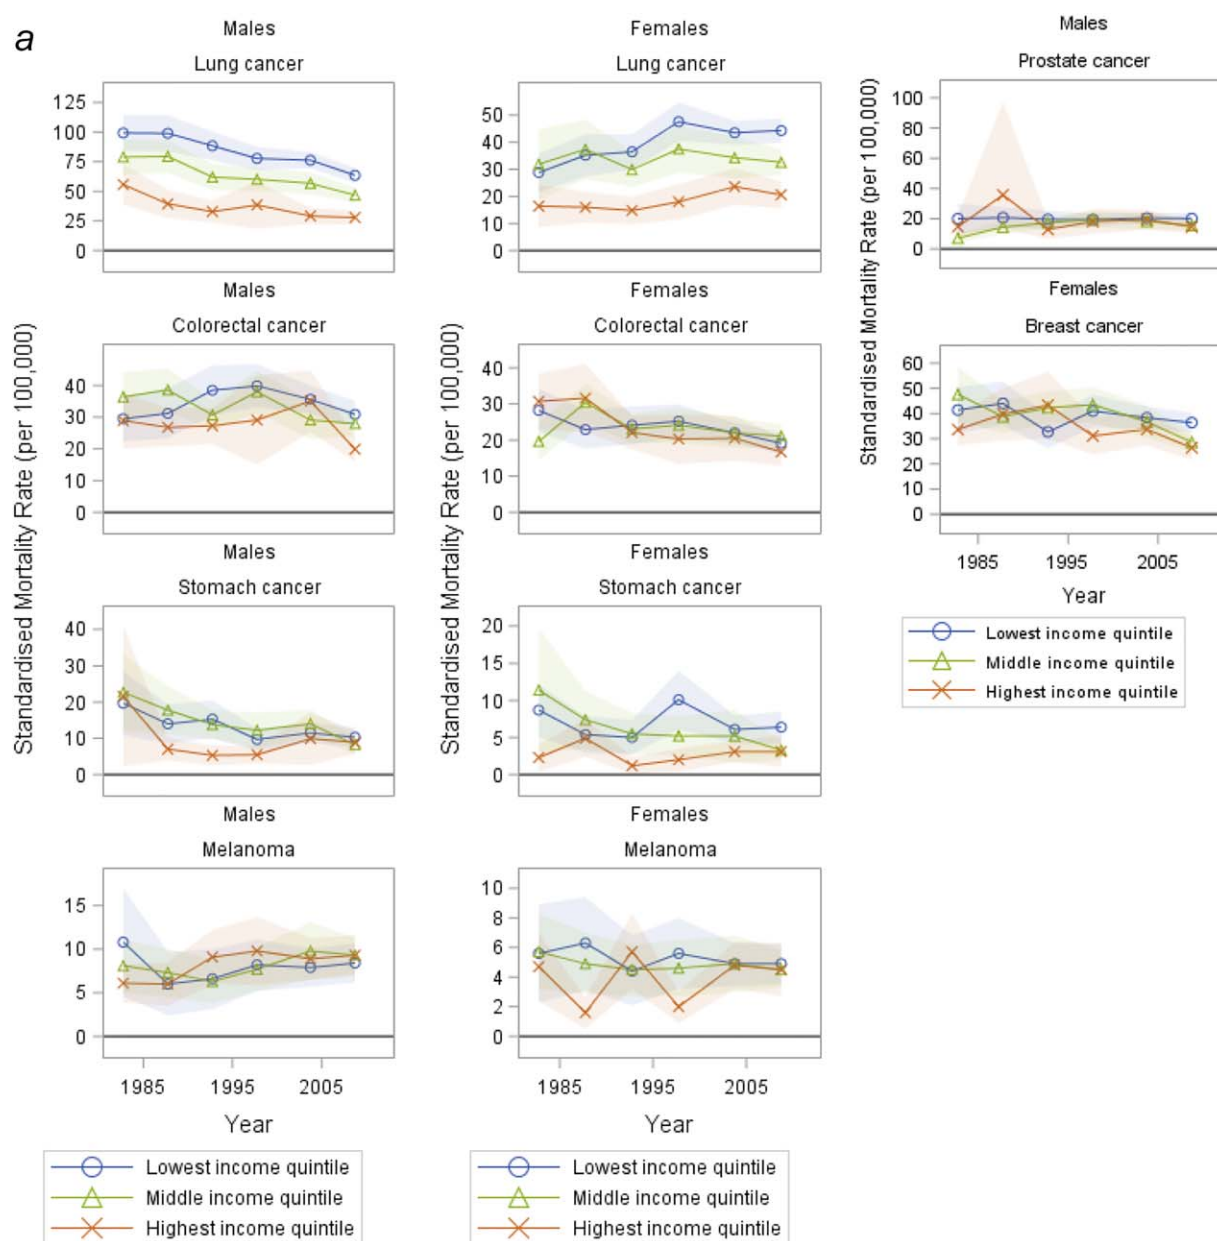 a
Males
Lung cancer
125
100
75
50
25
0
Females
Lung cancer
50
40
30
20
10
0
Males
Prostate cancer
100
80
60
40
20
0
Standardised Mortality Rate (per 100,000)
Males
Colorectal cancer
40
30
20
10
0
Standardised Mortality Rate (per 100,000)
Females
Colorectal cancer
40
30
20
10
0
Standardised Mortality Rate (per 100,000)
Females
Breast cancer
60
50
40
30
20
10
0
1985 1995 2005
Year
Lowest income quintile
Middle income quintile
Highest income quintile
Males
Stomach cancer
40
30
20
10
0
Females
Stomach cancer
20
15
10
5
0
Males
Melanoma
15
10
5
0
1985 1995 2005
Year
Lowest income quintile
Middle income quintile
Highest income quintile
Females
Melanoma
10
8
6
4
2
0
1985 1995 2005
Year
Lowest income quintile
Middle income quintile
Highest income quintile